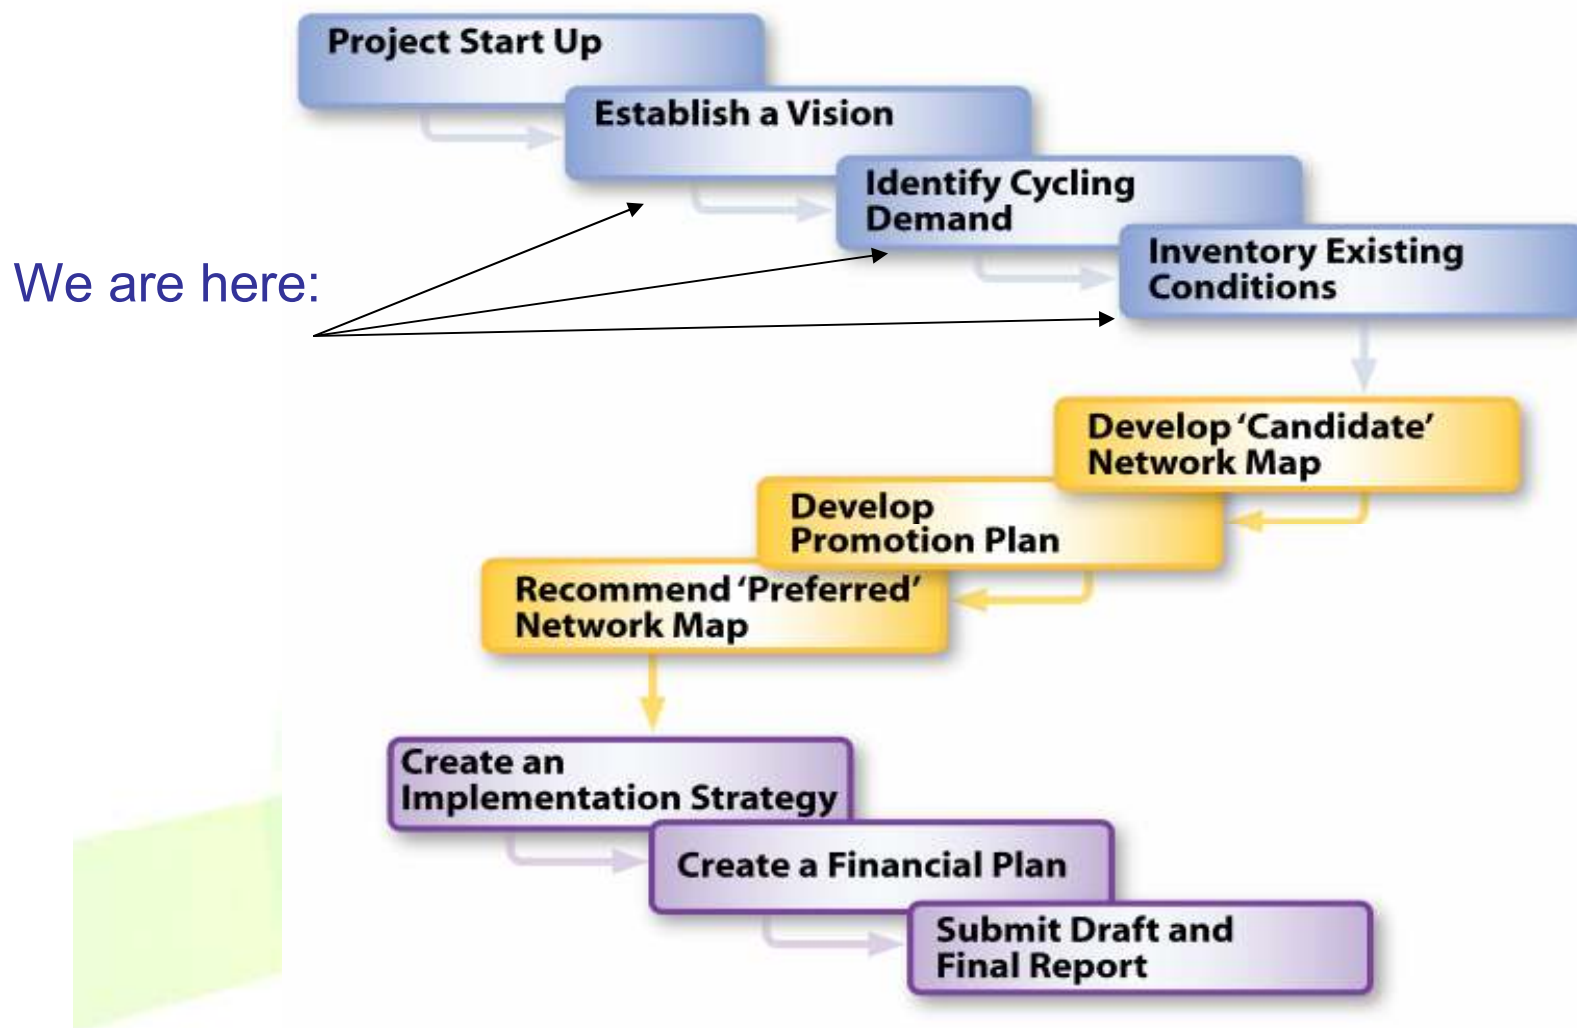 Project Start Up
Establish a Vision
Identify Cycling
Demand
Inventory Existing
Conditions
We are here:
Develop ‘Candidate’
Network Map
Develop
Promotion Plan
Recommend ‘Preferred’
Network Map
Create an
Implementation Strategy
Create a Financial Plan
Submit Draft and
Final Report